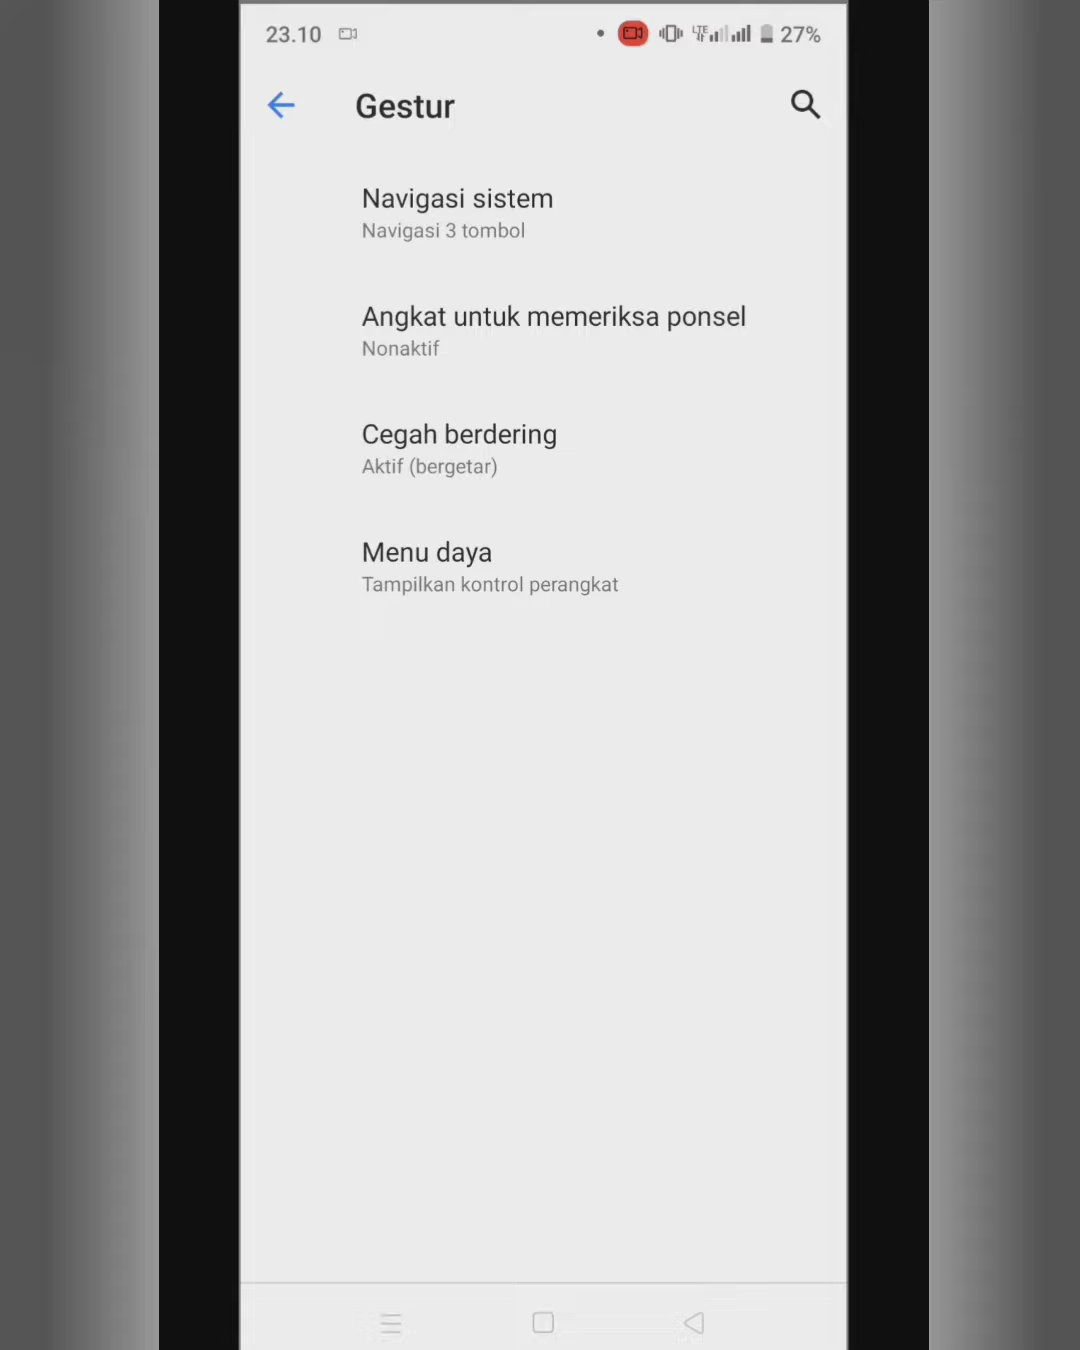 23.10 LTE 27%
Gestur
Navigasi sistem
Navigasi 3 tombol
Angkat untuk memeriksa ponsel
Nonaktif
Cegah berdering
Aktif (bergetar)
Menu daya
Tampilkan kontrol perangkat